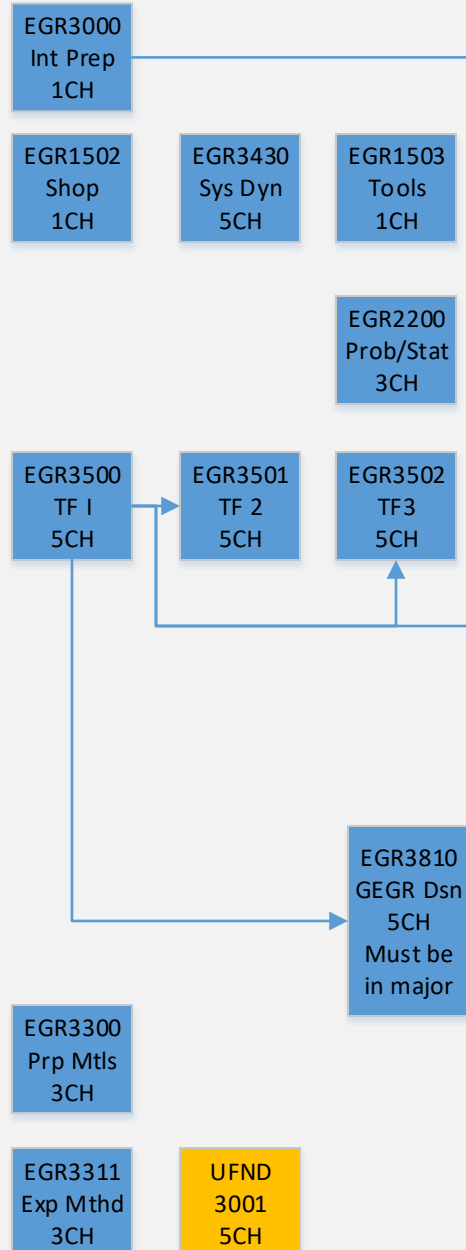 EGR3000
Int Prep
1CH
EGR1502
Shop
1CH
EGR3430
Sys Dyn
5CH
EGR1503
Tools
1CH
EGR2200
Prob/Stat
3CH
EGR3500
TF I
5CH
EGR3501
TF 2
5CH
EGR3502
TF3
5CH
EGR3810
GEGR Dsn
5CH
Must be
in major
EGR3300
Prp Mtls
3CH
EGR3311
Exp Mthd
3CH
UFND
3001
5CH